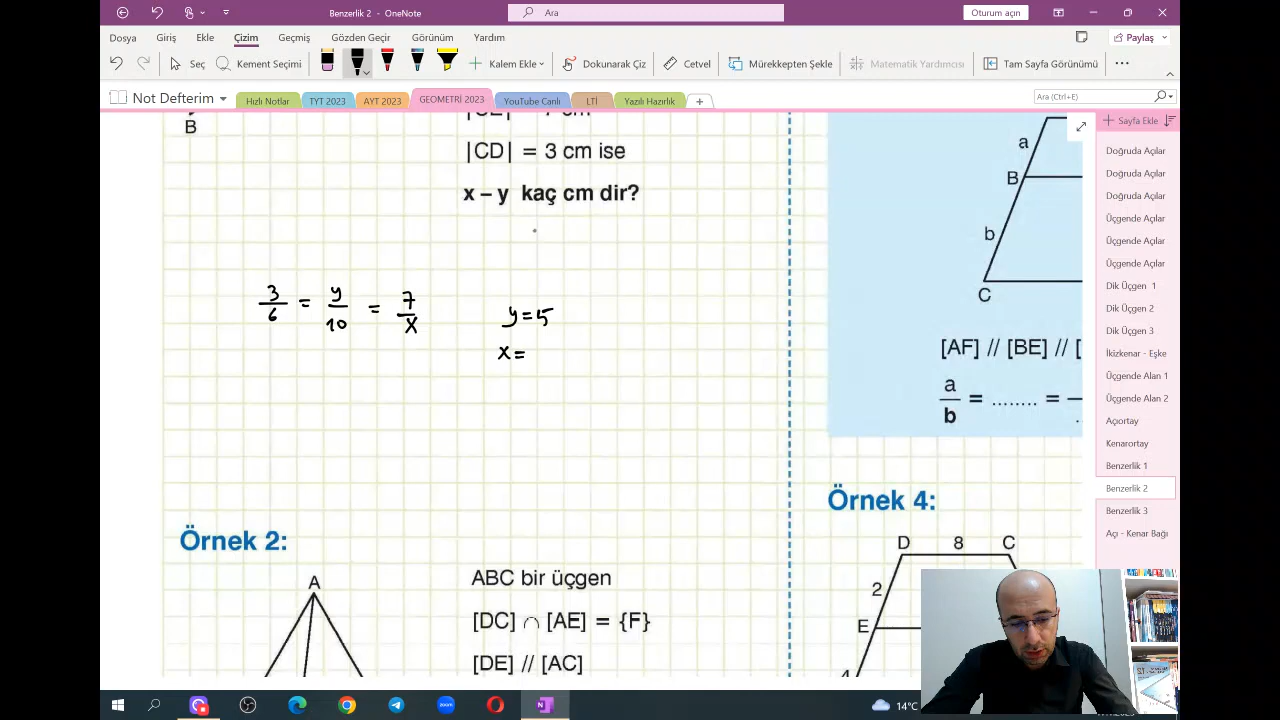 Benzerlik 2 - OneNote
Ara
Oturum açın
Dosya Giriş Ekle Çizim Geçmiş Gözden Geçir Görünüm Yardım
Paylaş
Seç Kement Seçimi Kalem Ekle Dokunarak Çiz Cetvel Mürekkepten Şekle Matematik Yardımcısı Tam Sayfa Görünümü
Not Defterim
Hızlı Notlar TYT 2023 AYT 2023 GEOMETRİ 2023 YouTube Canlı LTİ Yazılı Hazırlık
Ara (Ctrl+E)
Sayfa Ekle
Doğruda Açılar
Doğruda Açılar
Doğruda Açılar
Üçgende Açılar
Üçgende Açılar
Üçgende Açılar
Dik Üçgen 1
Dik Üçgen 2
Dik Üçgen 3
İkizkenar - Eşke
Üçgende Alan 1
Üçgende Alan 2
Açıortay
Kenarortay
Benzerlik 1
Benzerlik 2
Benzerlik 3
Açı - Kenar Bağı
B
|CD| = 3 cm ise
x – y kaç cm dir?
3/6 = y/10 = 7/x
y = 5
x =
Örnek 2:
A
ABC bir üçgen
[DC] ∩ [AE] = {F}
[DE] // [AC]
a
B
b
C
[AF] // [BE] // [
a/b = ........ =
Örnek 4:
D 8 C
2
E
4
14°C